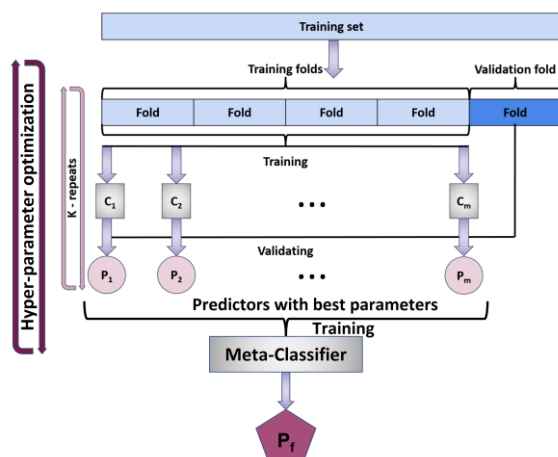 Training set
Training folds
Validation fold
Fold Fold Fold Fold Fold
Training
C1 C2 ... Cm
Validating
P1 P2 ... Pm
Predictors with best parameters
Training
Meta-Classifier
Pf
Hyper-parameter optimization
K - repeats